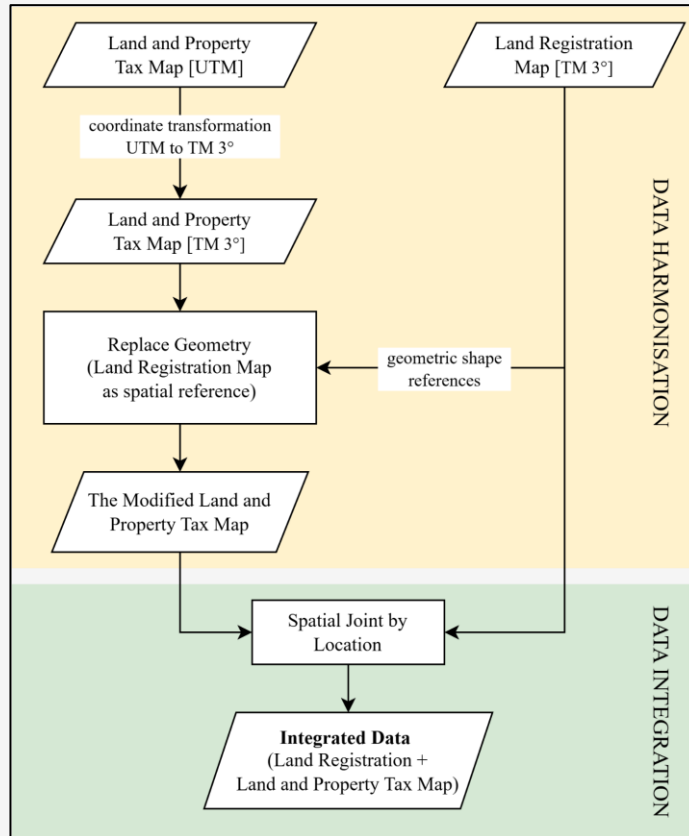 Land and Property
Tax Map [UTM]
Land Registration
Map [TM 3°]
coordinate transformation
UTM to TM 3°
Land and Property
Tax Map [TM 3°]
Replace Geometry
(Land Registration Map
as spatial reference)
geometric shape
references
The Modified Land and
Property Tax Map
DATA HARMONISATION
Spatial Joint by
Location
Integrated Data
(Land Registration +
Land and Property Tax Map)
DATA INTEGRATION